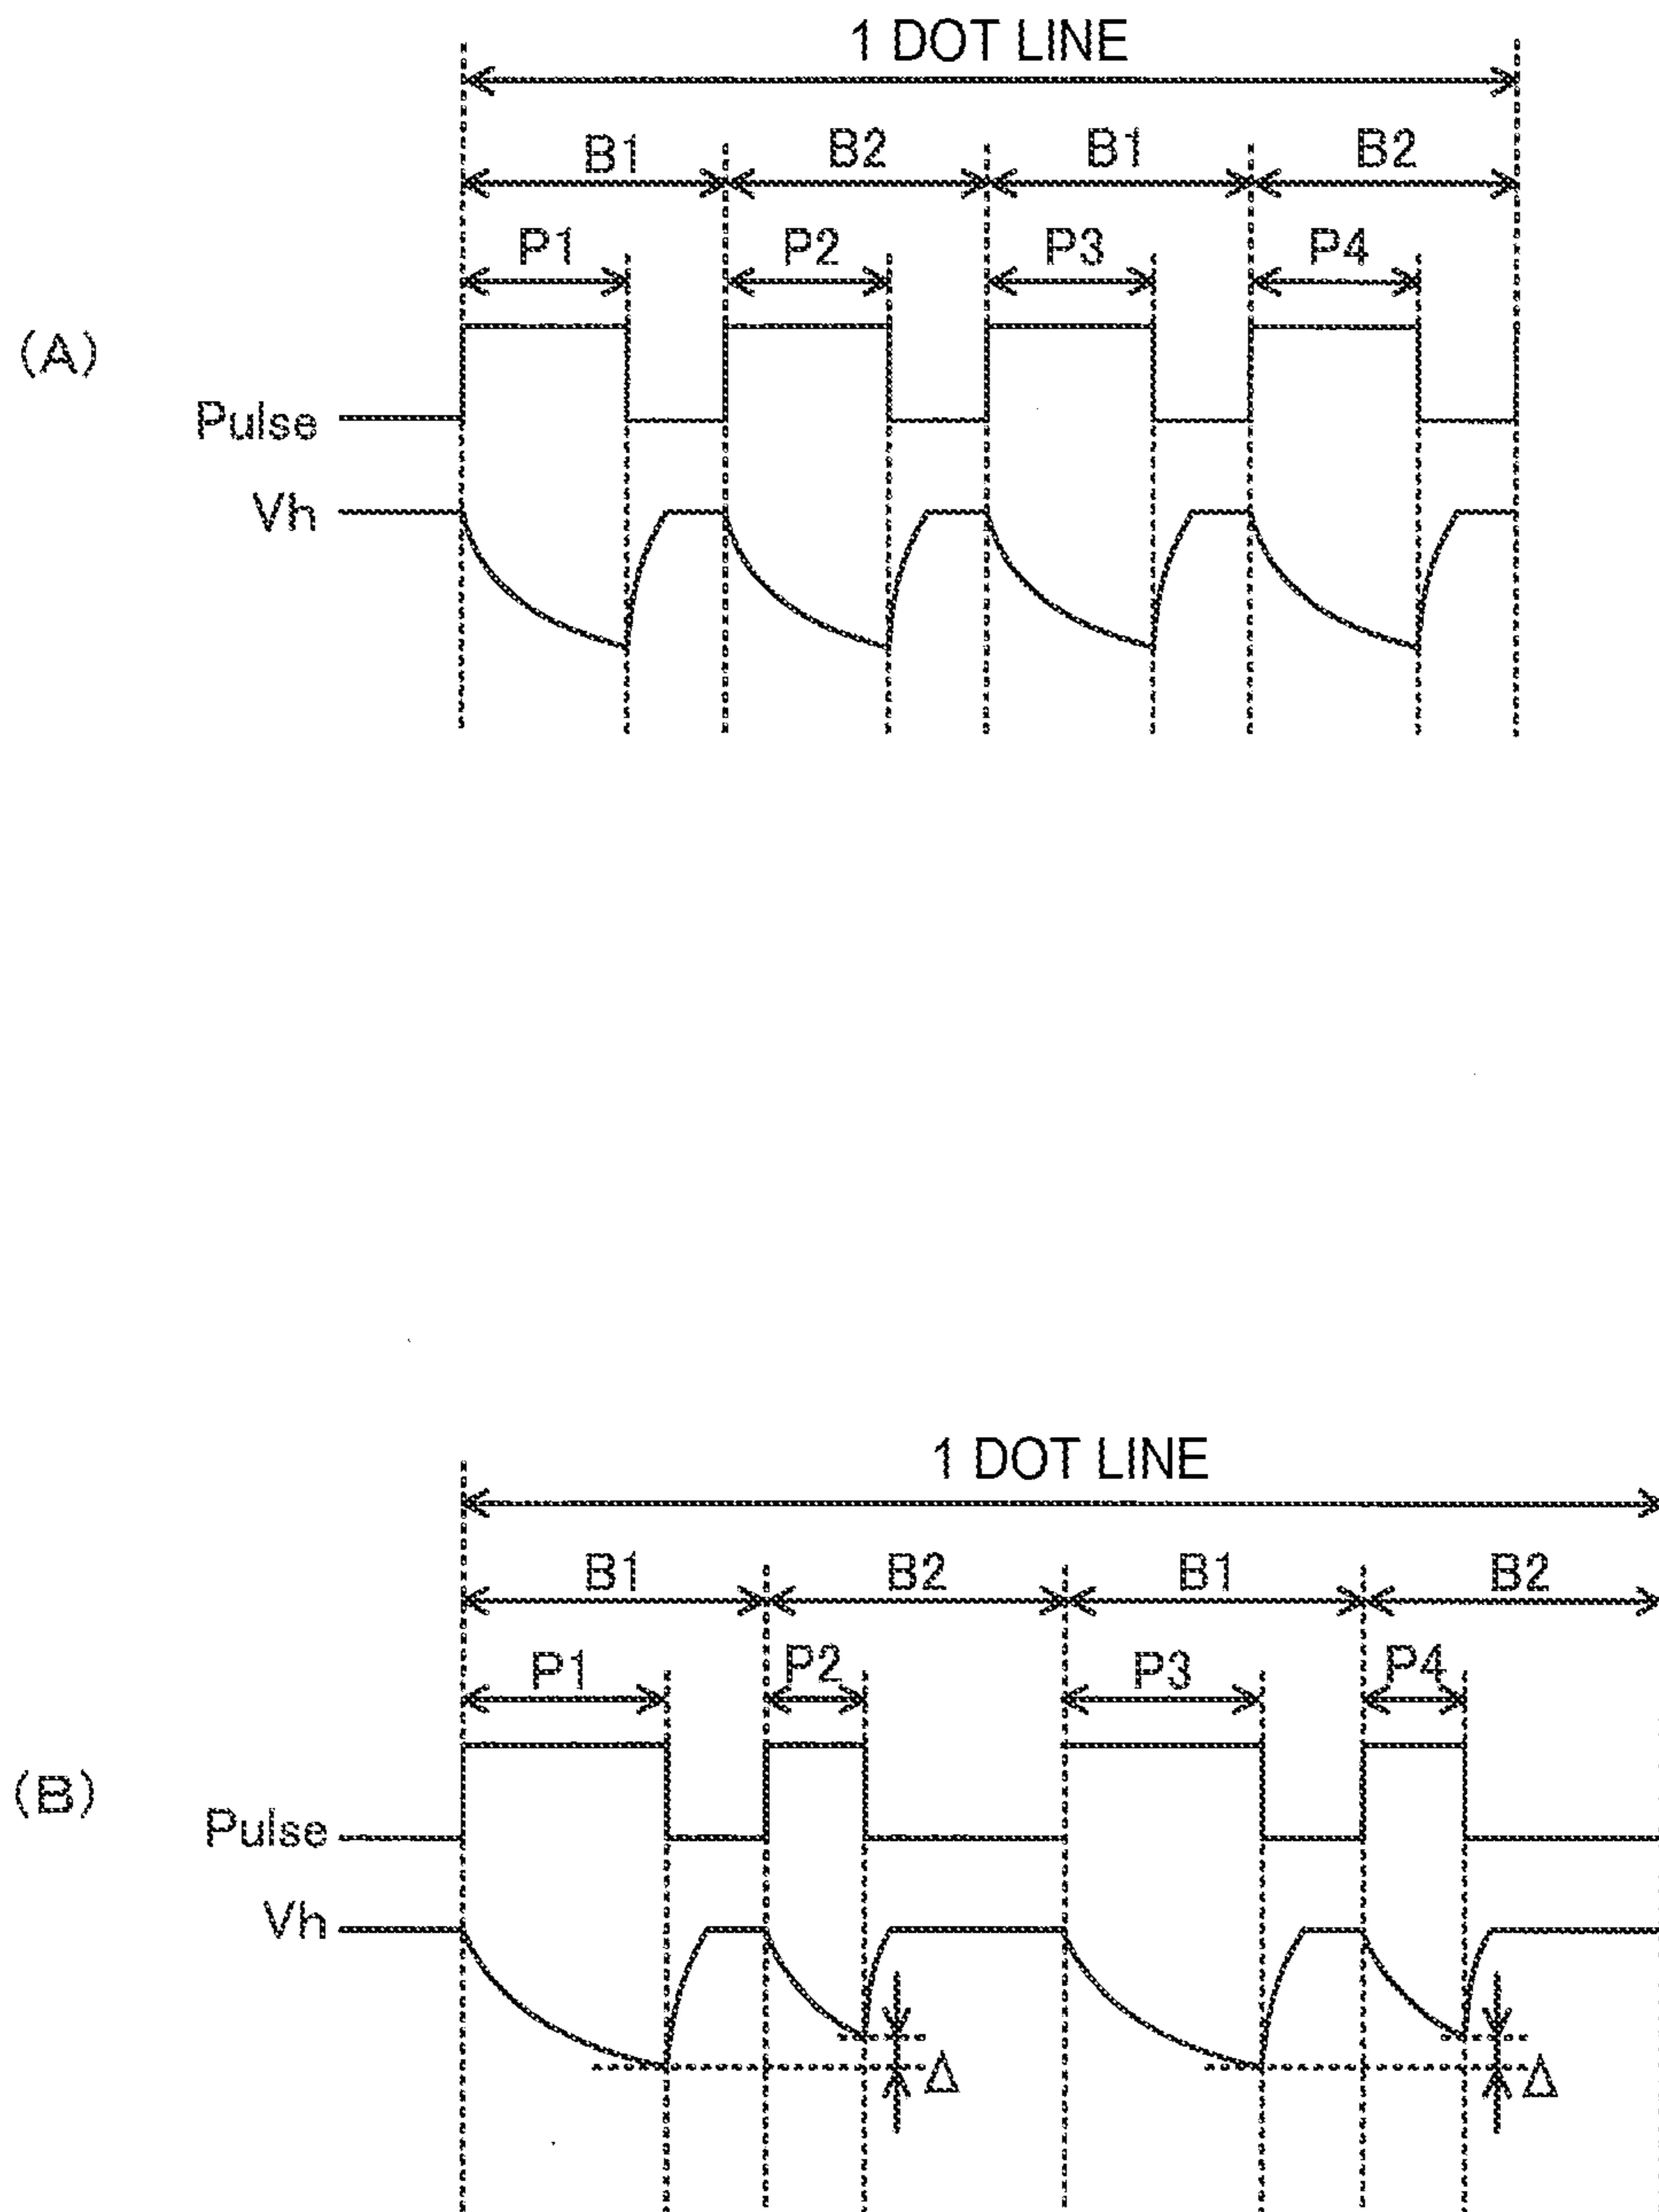 1 DOT LINE
B1 B2 B1 B2
P1 P2 P3 P4
(A)
Pulse
Vh
1 DOT LINE
B1 B2 B1 B2
P1 P2 P3 P4
(B)
Pulse
Vh
Δ Δ